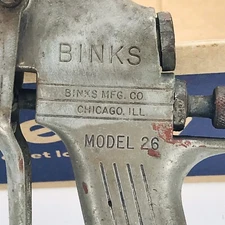 BINKS
BINKS MFG. CO
CHICAGO, ILL
MODEL 26